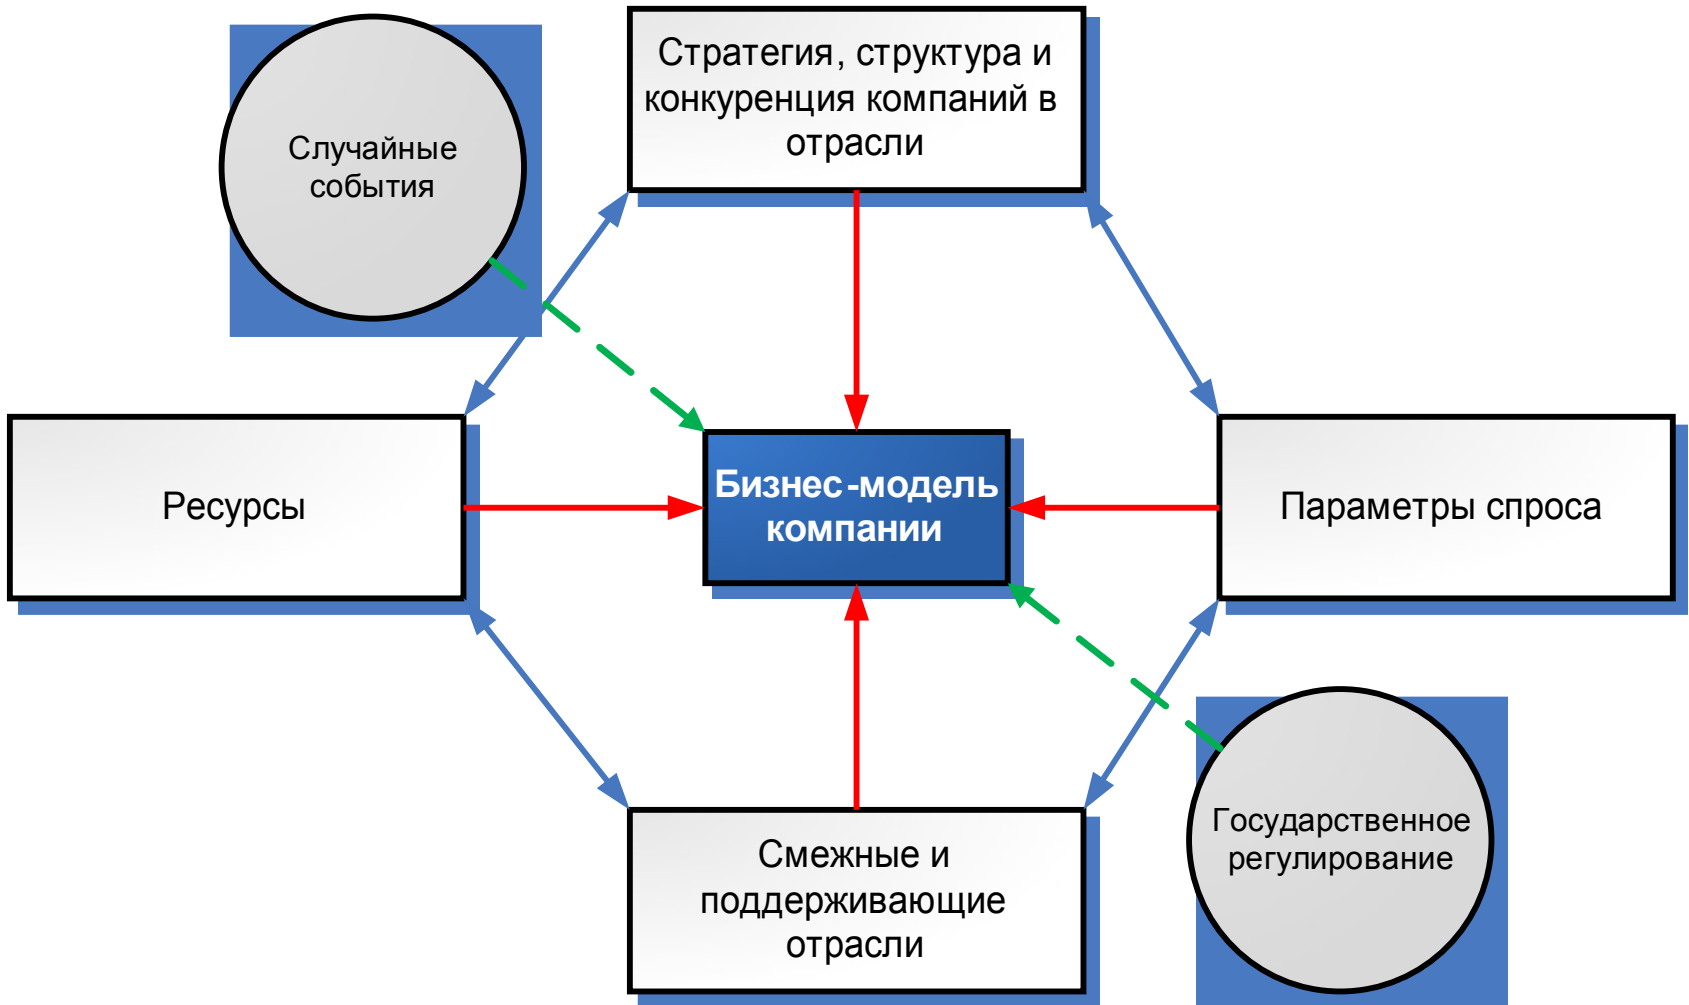 Стратегия, структура и
конкуренция компаний в
отрасли
Случайные
события
Ресурсы
Бизнес-модель
компании
Параметры спроса
Смежные и
поддерживающие
отрасли
Государственное
регулирование